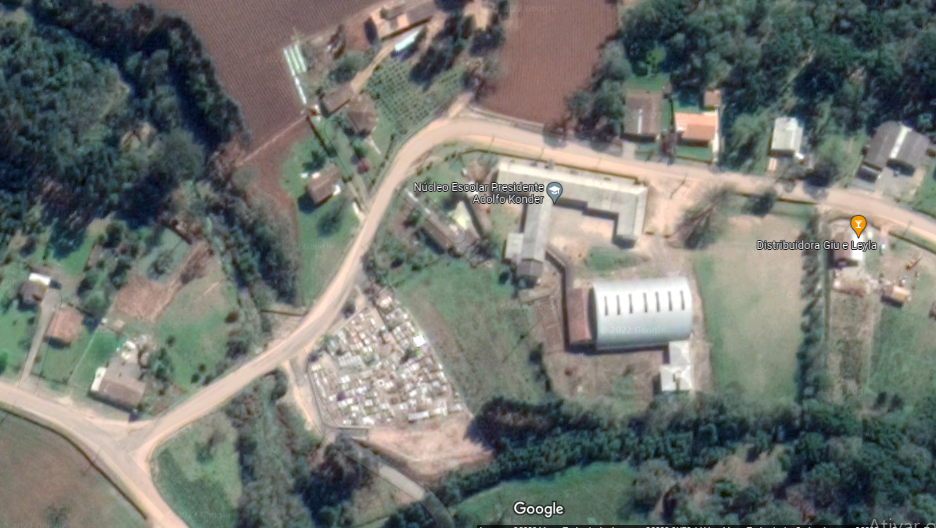 Núcleo Escolar Presidente
Adolfo Konder
Distribuidora Giu e Leyla
Google